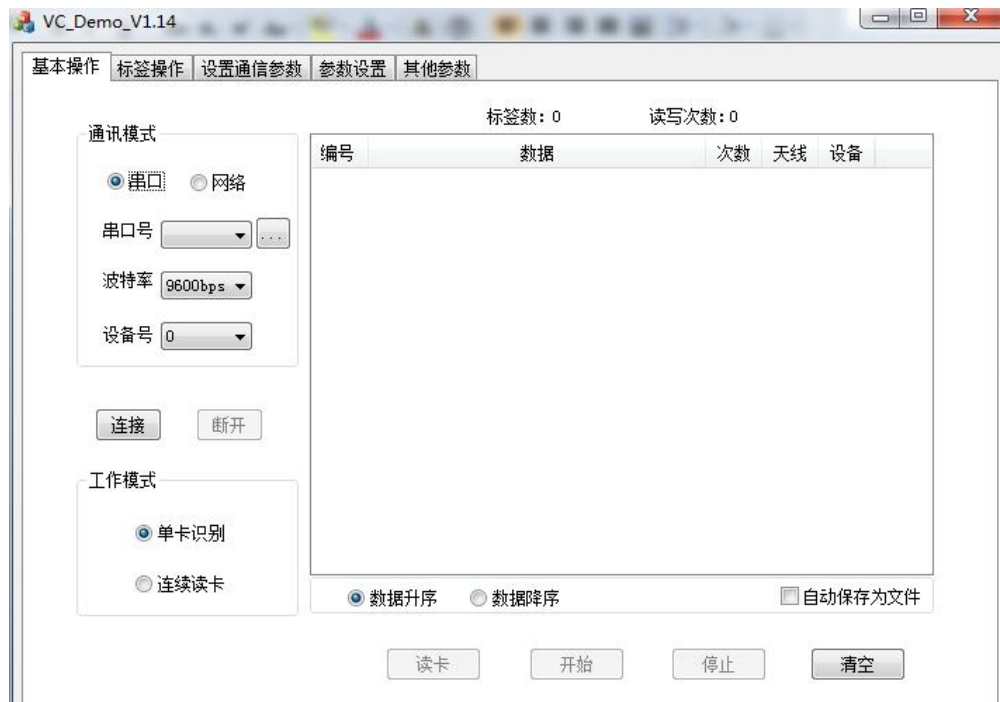 VC_Demo_V1.14
基本操作 标签操作 设置通信参数 参数设置 其他参数
标签数:0 读写次数:0
通讯模式
编号 数据 次数 天线 设备
串口 网络
串口号 ...
波特率 9600bps
设备号 0
连接 断开
工作模式
单卡识别
连续读卡
数据升序 数据降序 自动保存为文件
读卡 开始 停止 清空